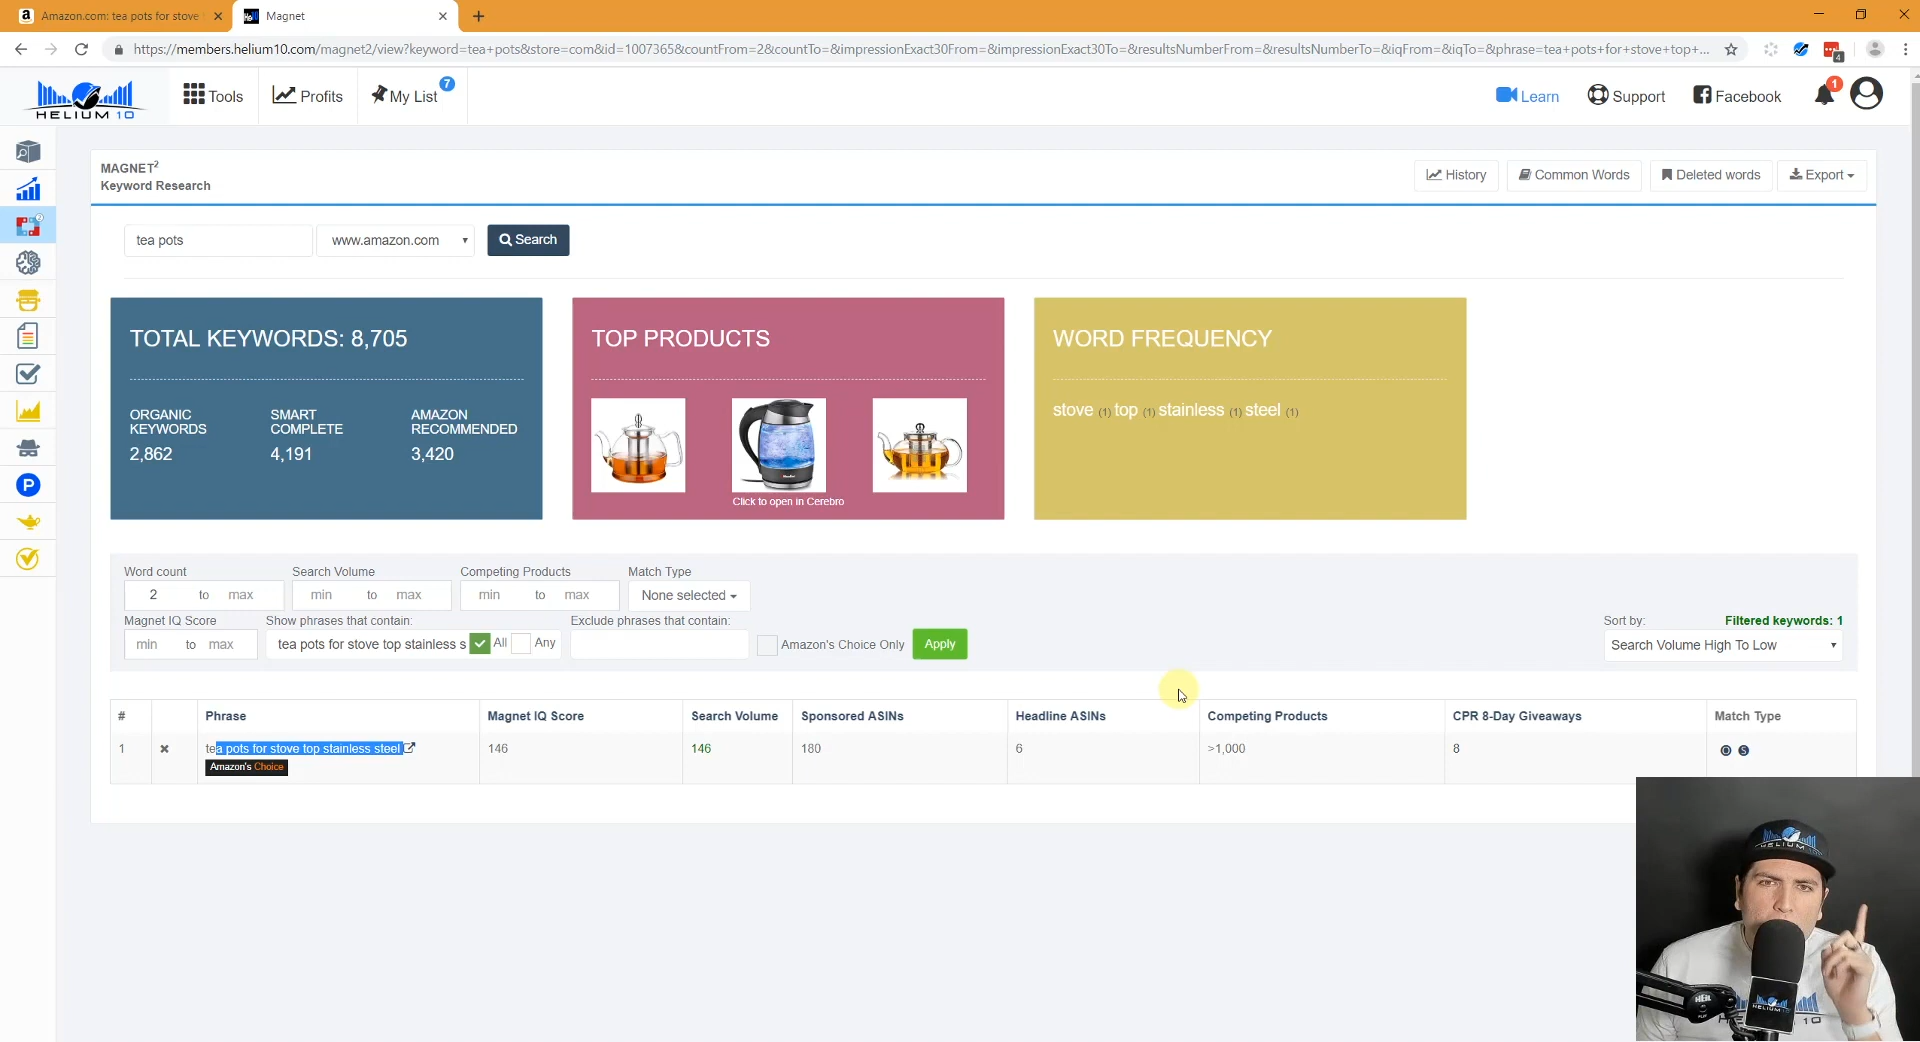 Amazon.com: tea pots for stove
Magnet
https://members.helium10.com/magnet2/view?keyword=tea+pots&store=com&id=1007365&countFrom=2&countTo=&impressionExact30From=&impressionExact30To=&resultsNumberFrom=&resultsNumberTo=&iqFrom=&iqTo=&phrase=tea+pots+for+stove+top+...
4
HELIUM 10
Tools
Profits
My List
7
Learn
Support
Facebook
1
MAGNET2
Keyword Research
History
Common Words
Deleted words
Export
tea pots
www.amazon.com
Search
TOTAL KEYWORDS: 8,705
ORGANIC KEYWORDS
2,862
SMART COMPLETE
4,191
AMAZON RECOMMENDED
3,420
TOP PRODUCTS
Click to open in Cerebro
WORD FREQUENCY
stove (1) top (1) stainless (1) steel (1)
Word count
Search Volume
Competing Products
Match Type
2 to max
min to max
min to max
None selected
Magnet IQ Score
Show phrases that contain:
Exclude phrases that contain:
Sort by:
Filtered keywords: 1
min to max
tea pots for stove top stainless s
All
Any
Amazon's Choice Only
Apply
Search Volume High To Low
# Phrase Magnet IQ Score Search Volume Sponsored ASINs Headline ASINs Competing Products CPR 8-Day Giveaways Match Type
1 tea pots for stove top stainless steel 146 146 180 6 >1,000 8 O S
Amazon's Choice
P
HELIUM 10
HEIL
HELIUM 10